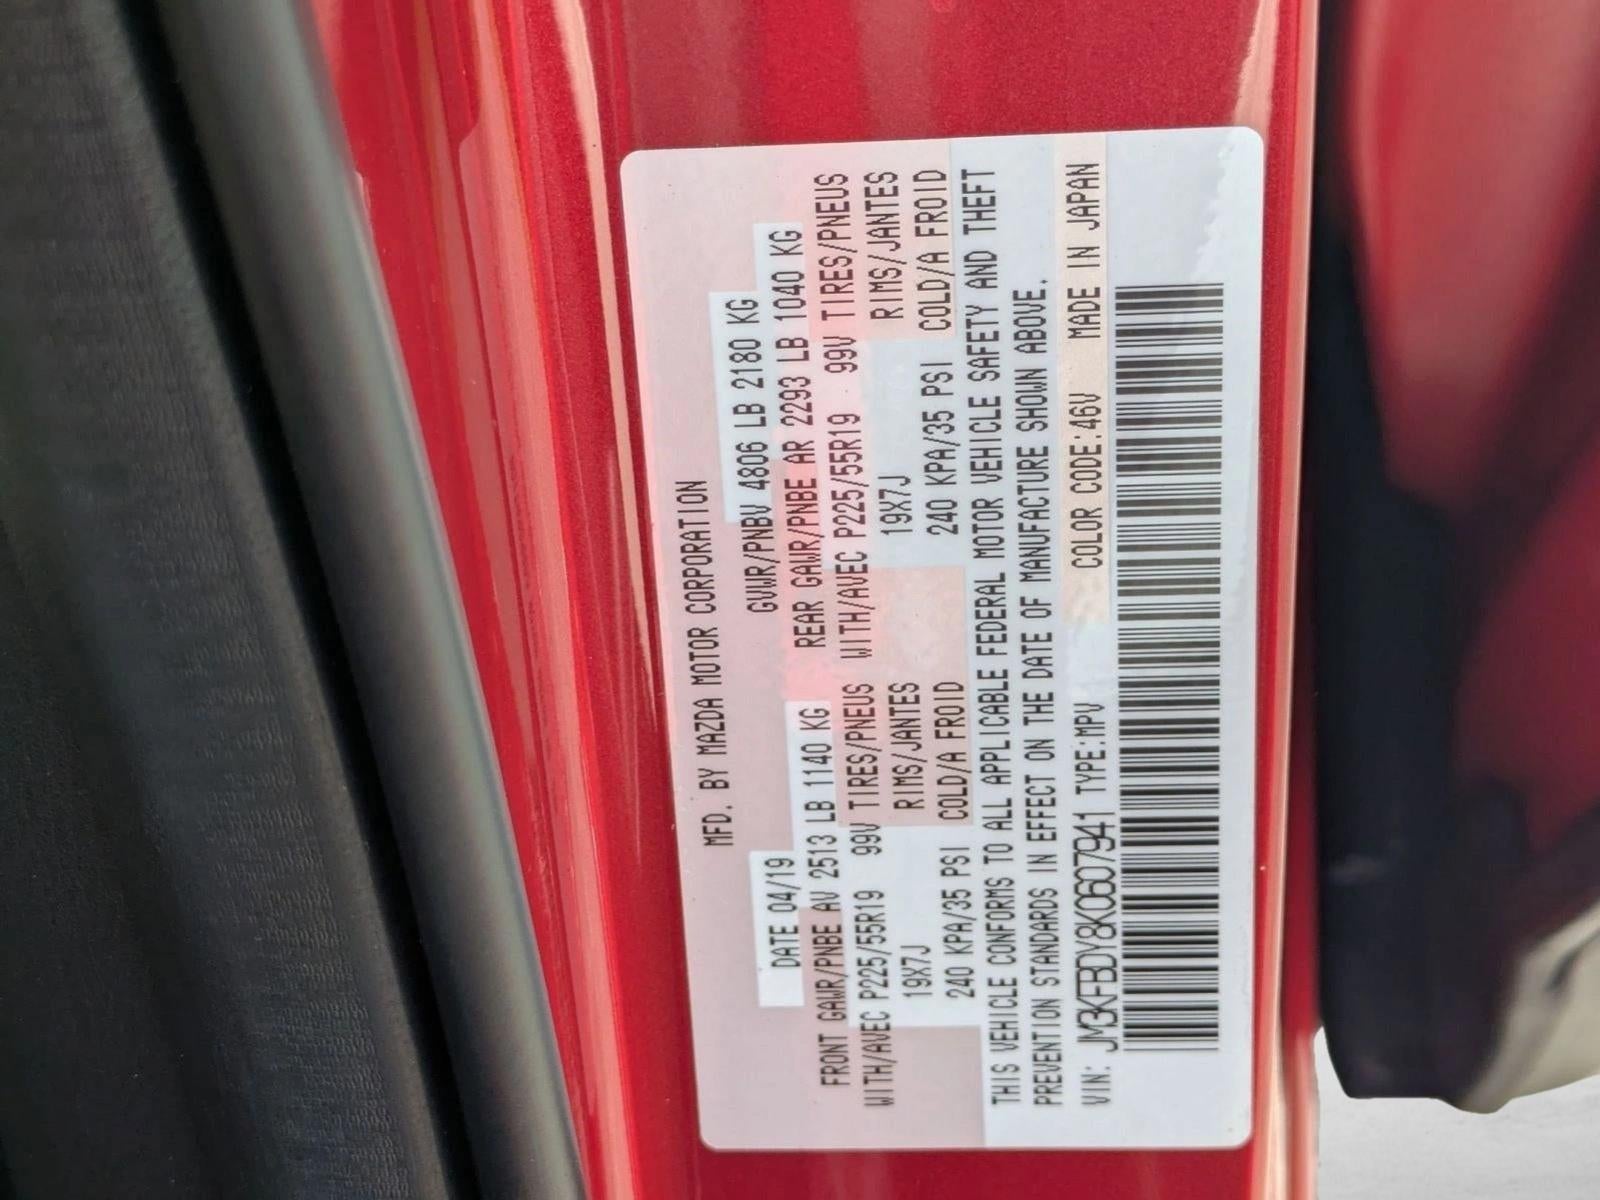 MFD. BY MAZDA MOTOR CORPORATION
DATE 04/19 GVWR/PNBV 4806 LB 2180 KG
FRONT GAWR/PNBE AV 2513 LB 1140 KG REAR GAWR/PNBE AR 2293 LB 1040 KG
WITH/AVEC P225/55R19 99V TIRES/PNEUS WITH/AVEC P225/55R19 99V TIRES/PNEUS
19X7J RIMS/JANTES 19X7J RIMS/JANTES
240 KPA/35 PSI COLD/A FROID 240 KPA/35 PSI COLD/A FROID
THIS VEHICLE CONFORMS TO ALL APPLICABLE FEDERAL MOTOR VEHICLE SAFETY AND THEFT
PREVENTION STANDARDS IN EFFECT ON THE DATE OF MANUFACTURE SHOWN ABOVE.
VIN: JM3KFBDY8K0607941 TYPE:MPV COLOR CODE:46V MADE IN JAPAN